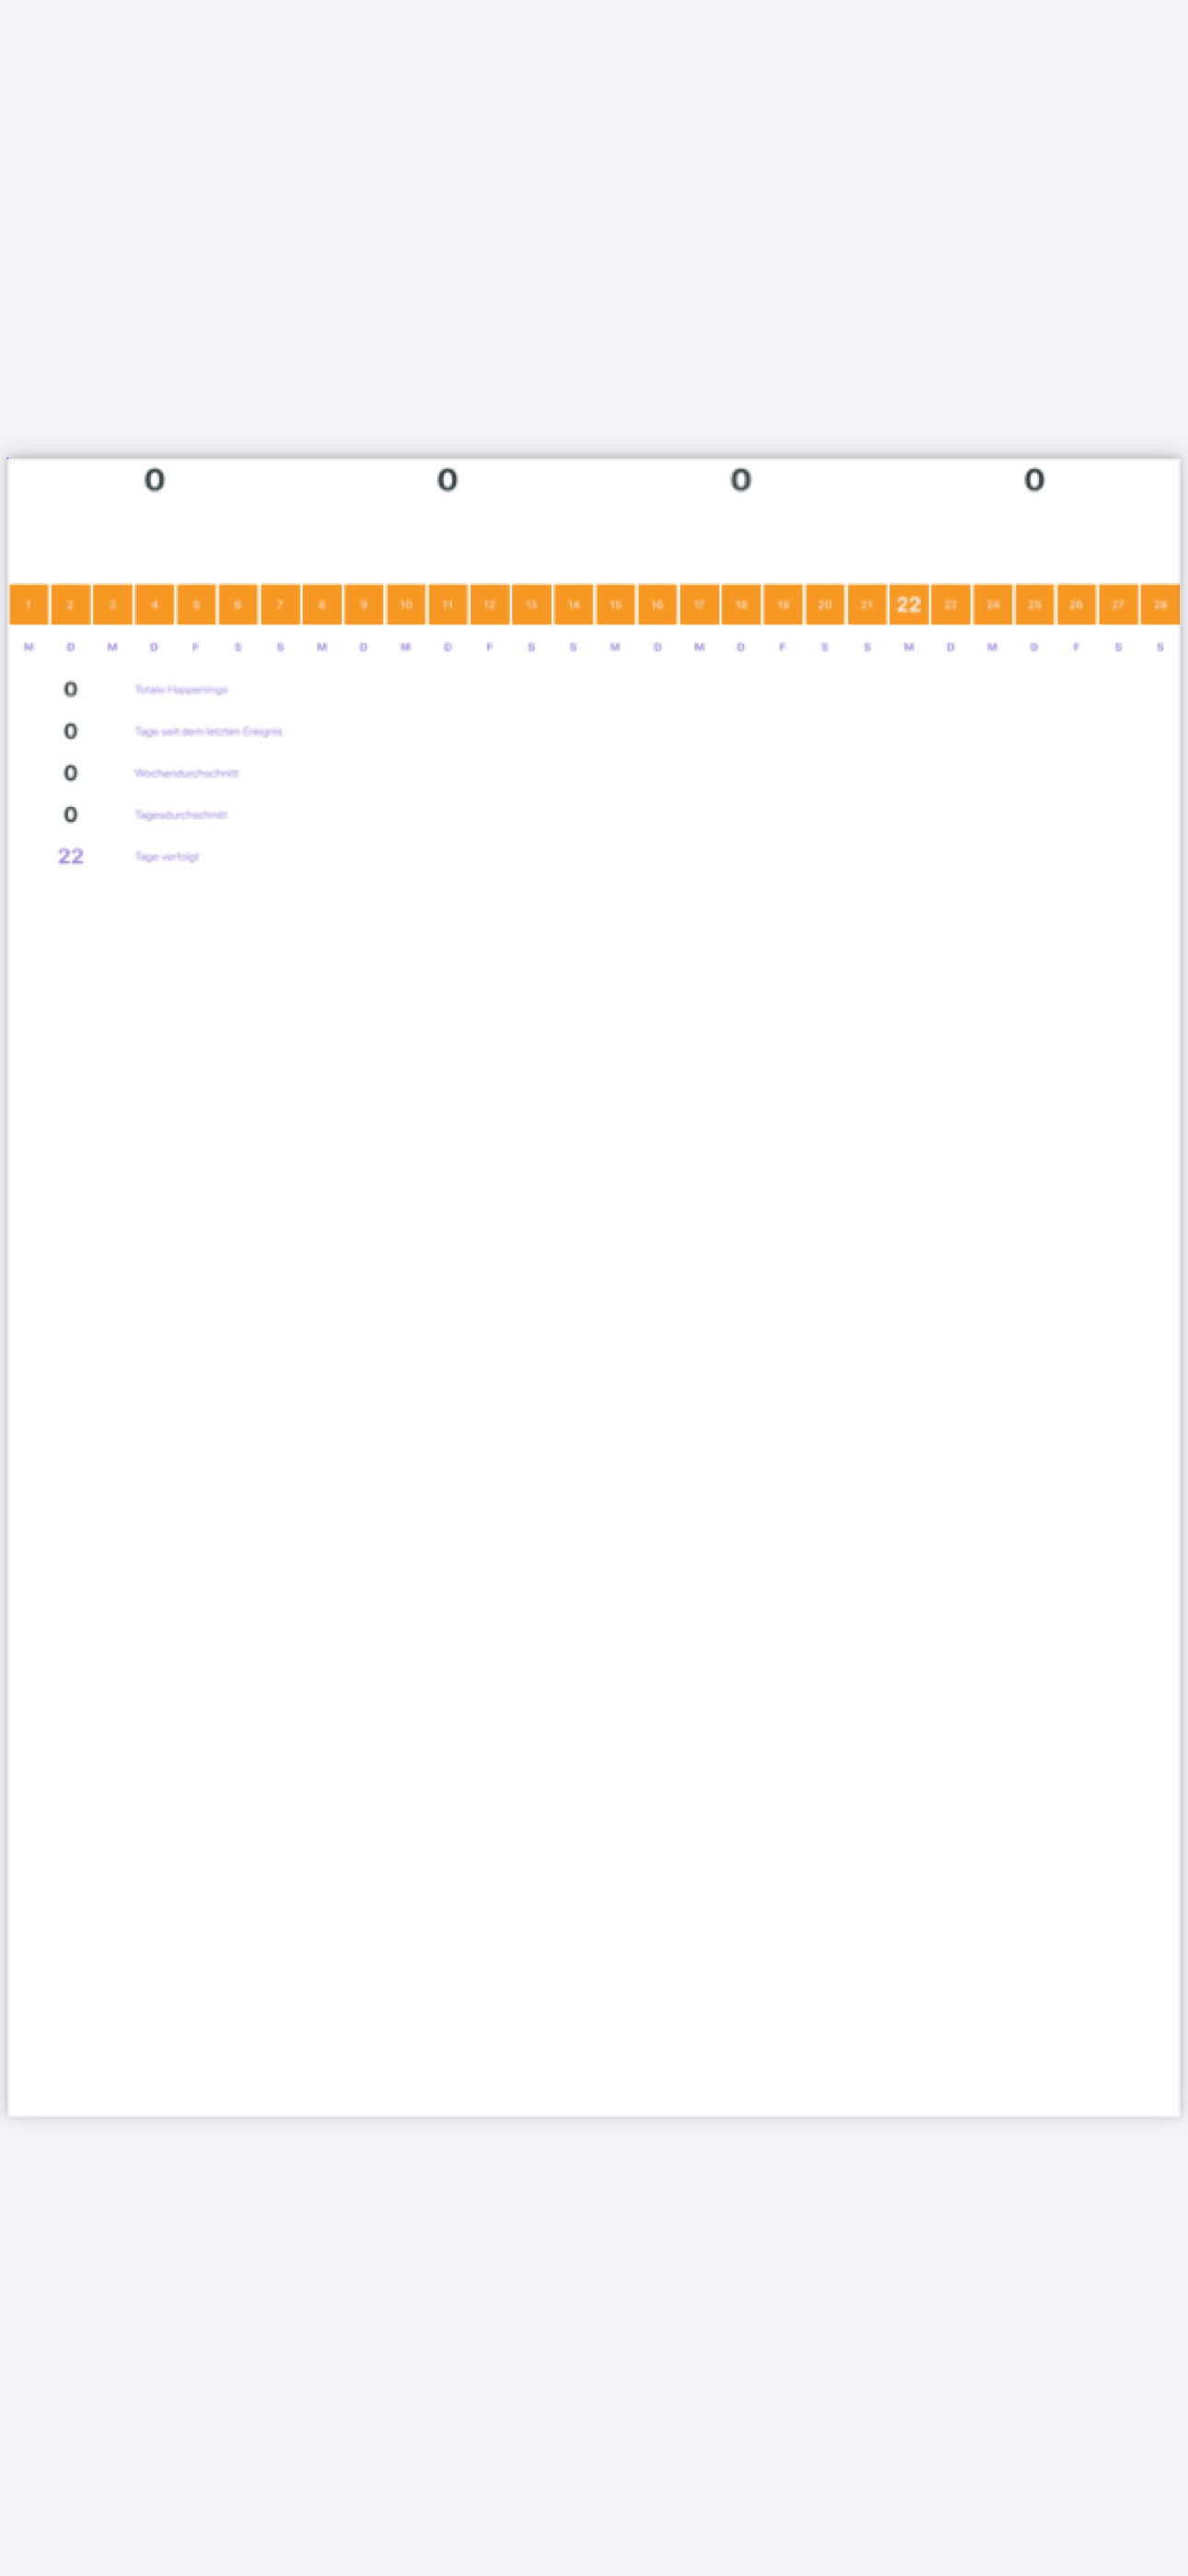 0 0 0 0
1 2 3 4 5 6 7 8 9 10 11 12 13 14 15 16 17 18 19 20 21 22 23 24 25 26 27 28
M D M D F S S M D M D F S S M D M D F S S M D M D F S S
0 Totale Happenings
0 Tage seit dem letzten Ereignis
0 Wochendurchschnitt
0 Tagesdurchschnitt
22 Tage verfolgt